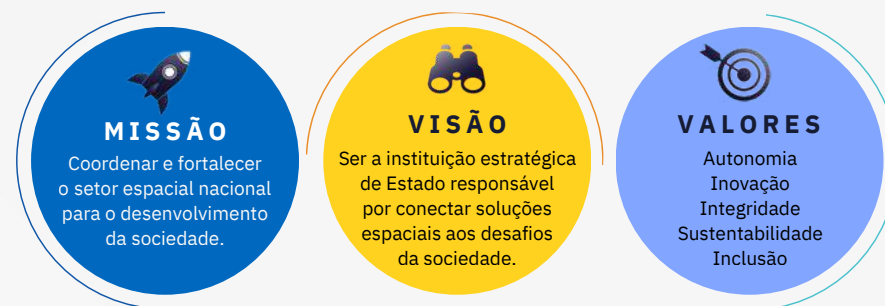 MISSÃO
Coordenar e fortalecer
o setor espacial nacional
para o desenvolvimento
da sociedade.
VISÃO
Ser a instituição estratégica
de Estado responsável
por conectar soluções
espaciais aos desafios
da sociedade.
VALORES
Autonomia
Inovação
Integridade
Sustentabilidade
Inclusão